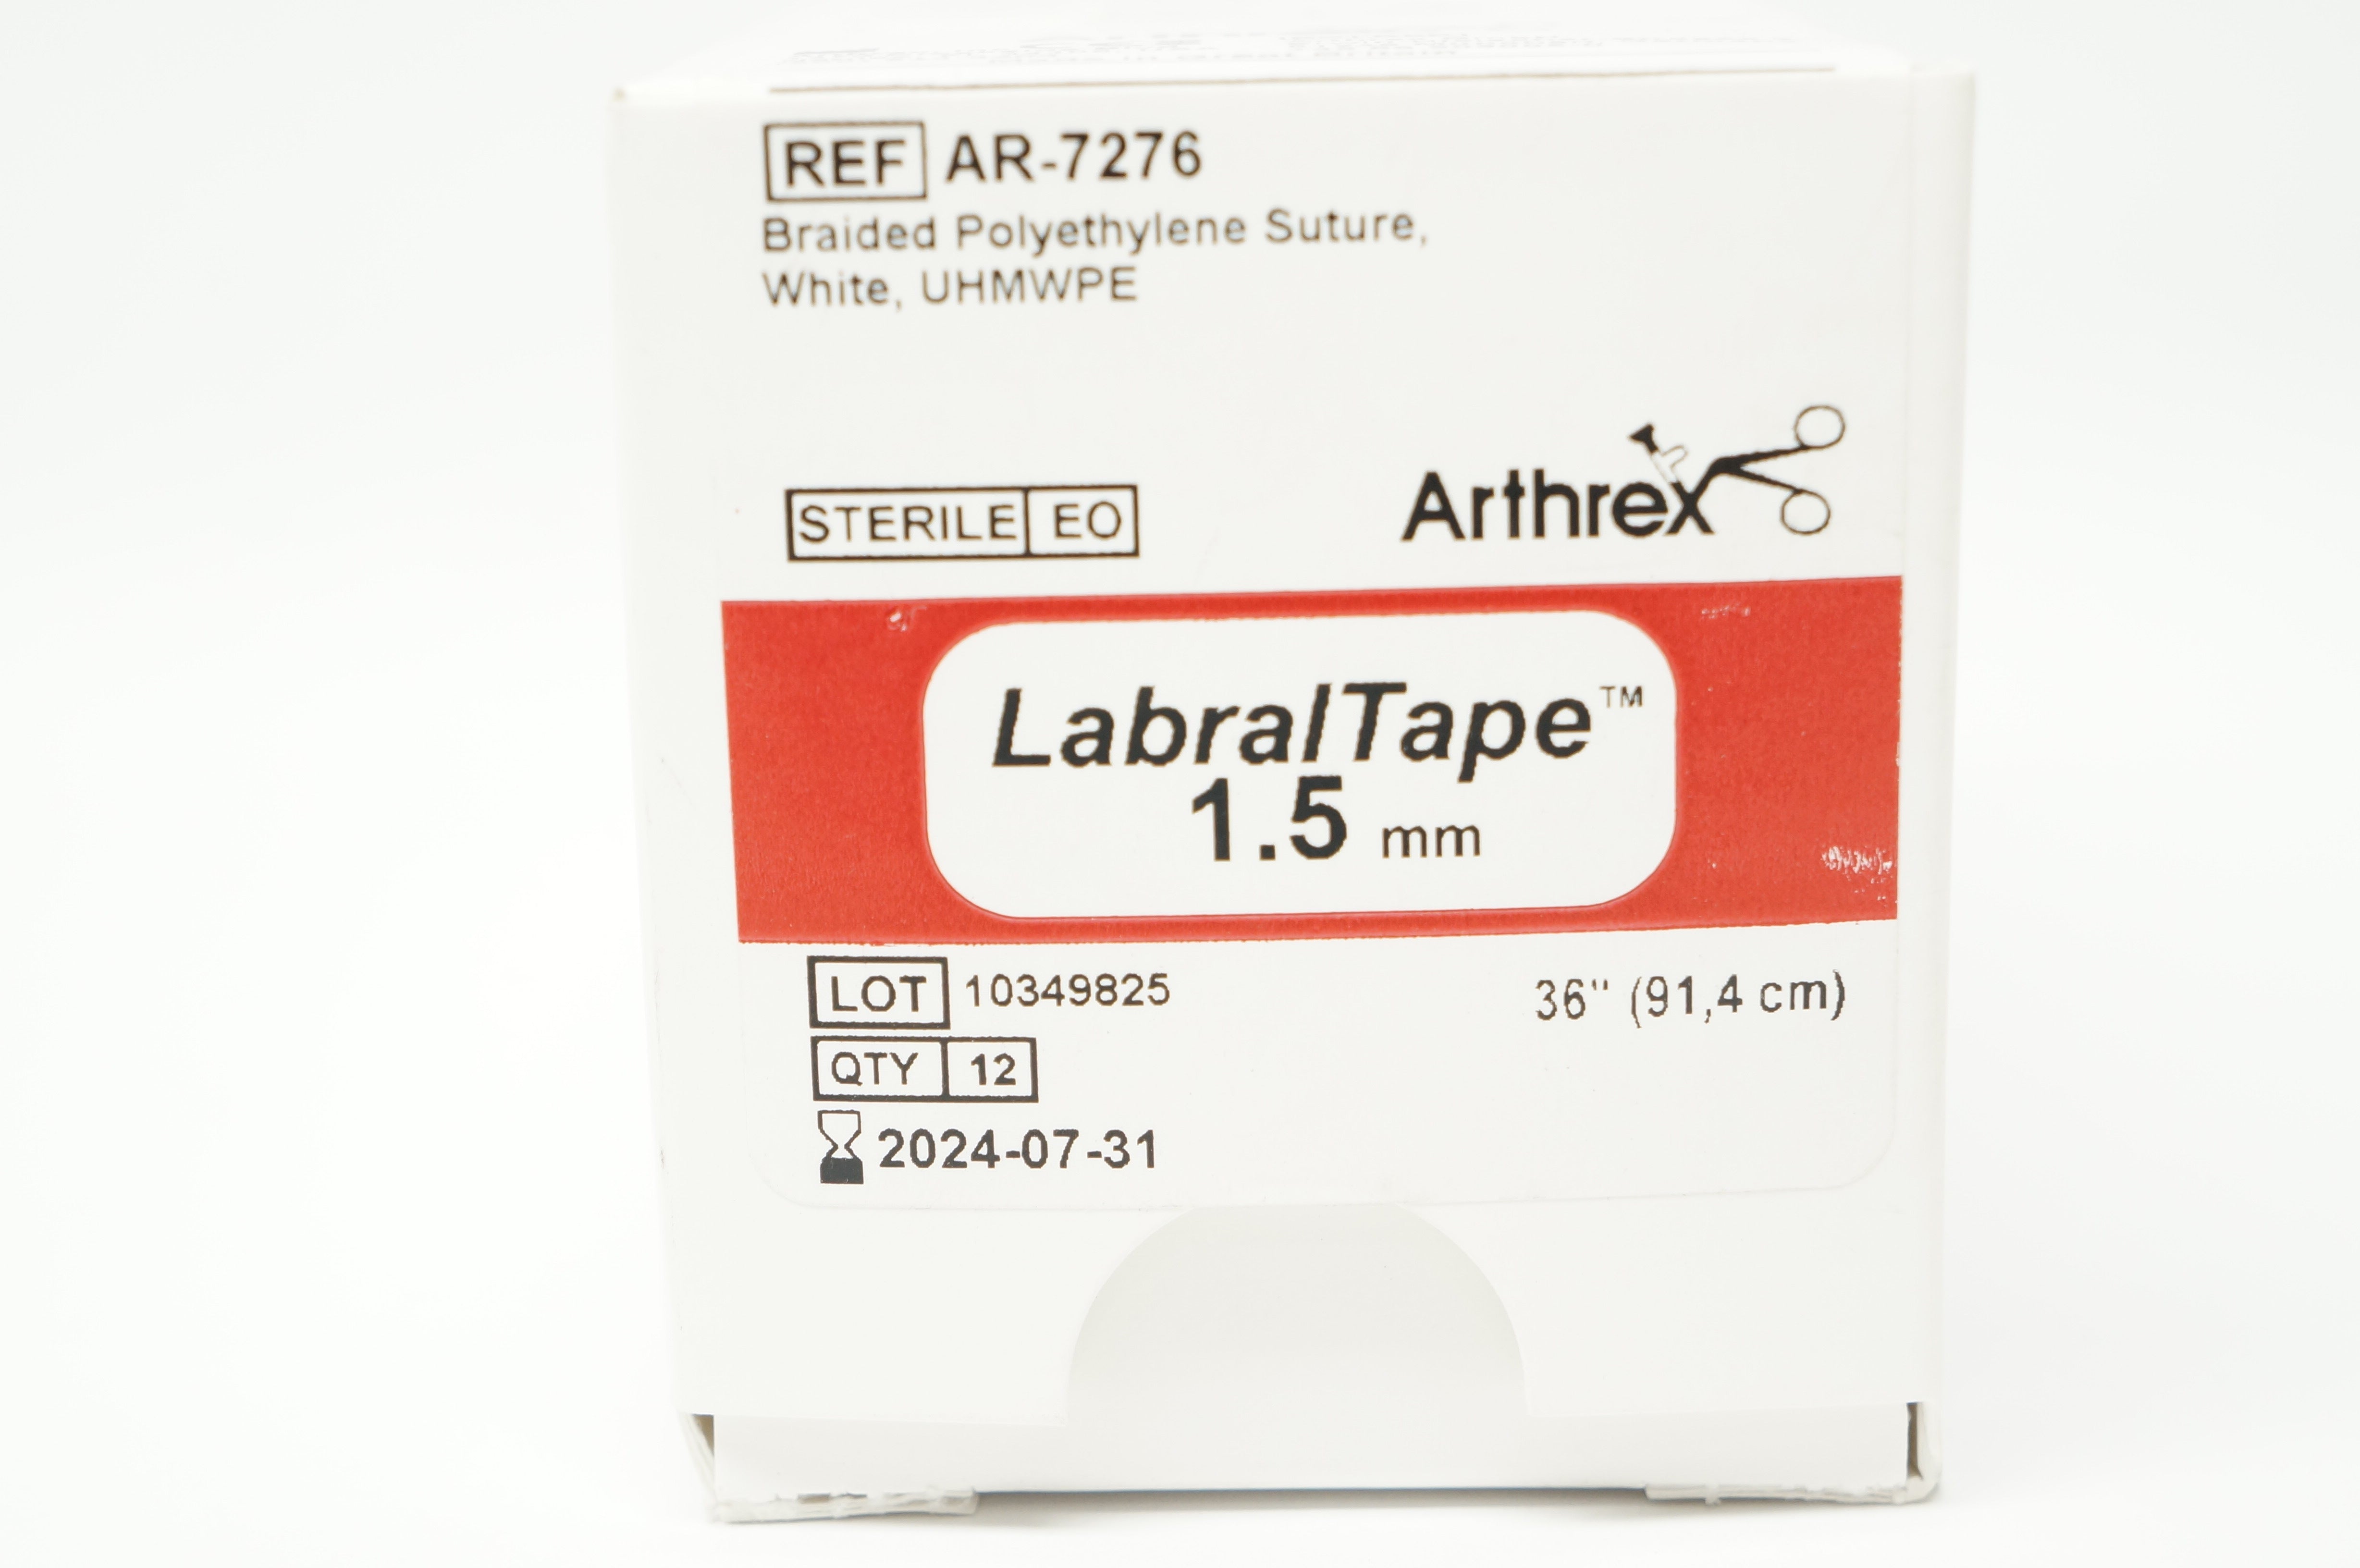 REF AR-7276
Braided Polyethylene Suture,
White, UHMWPE
STERILE EO
Arthrex
LabralTape™
1.5 mm
LOT 10349825
36" (91,4 cm)
QTY 12
2024-07-31